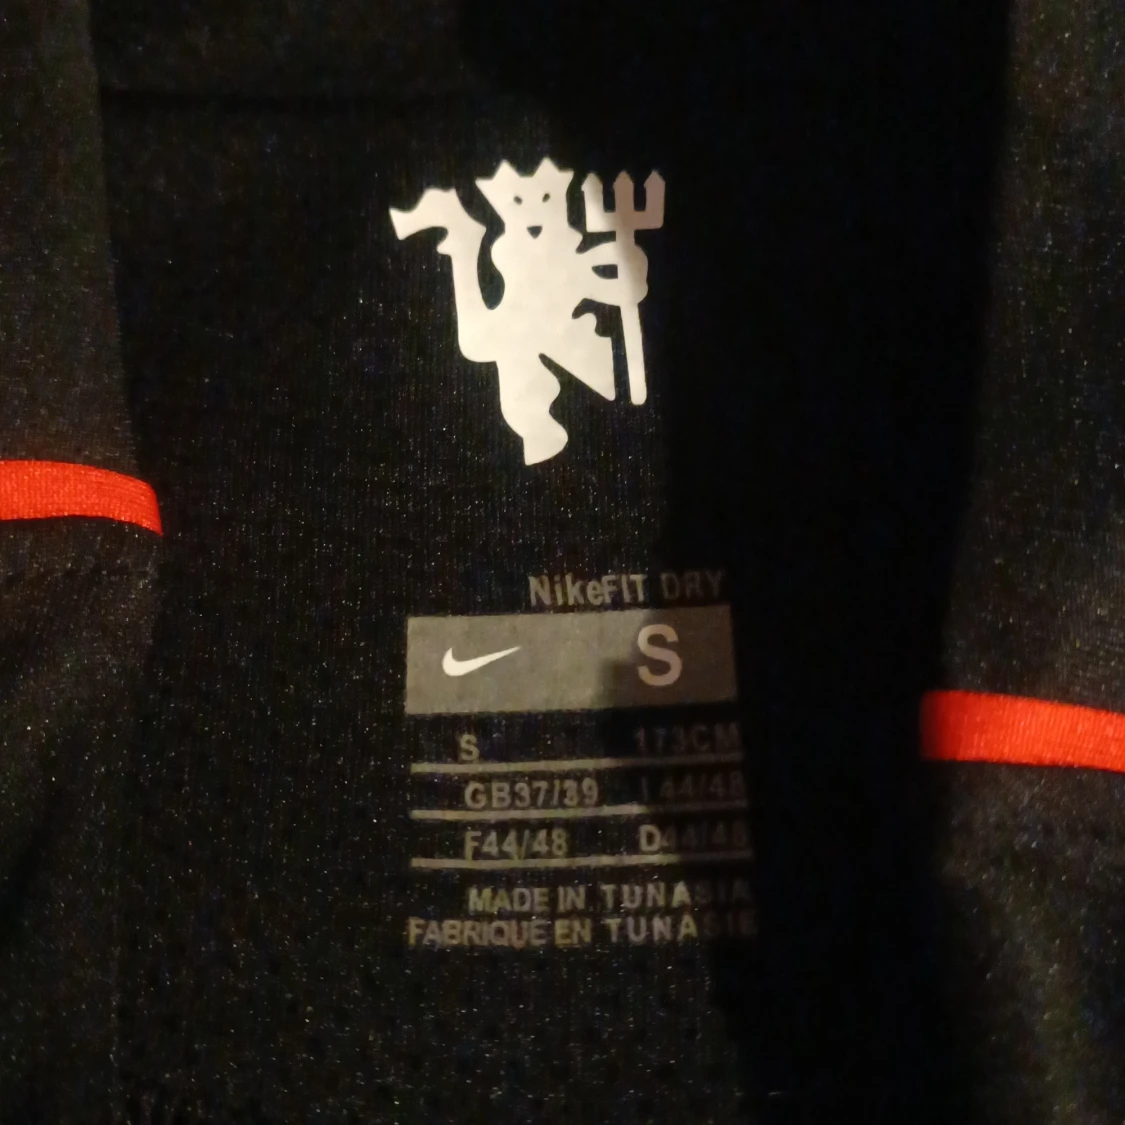 NikeFIT DRY
S
S 173CM
GB37/39 I 44/48
F44/48 D44/48
MADE IN TUNASIA
FABRIQUE EN TUNASIE